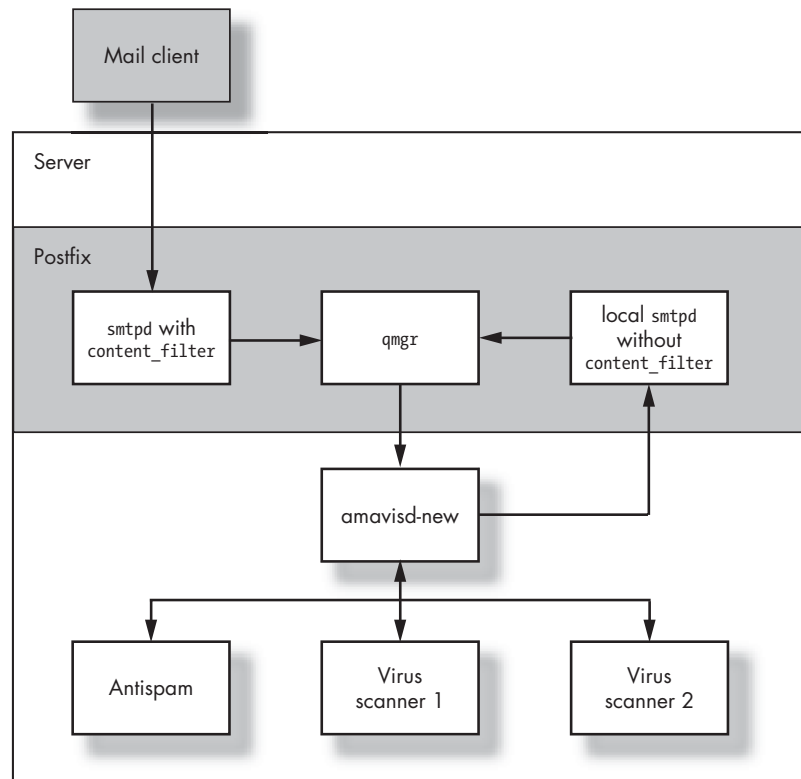 Mail client
Server
Postfix
smtpd with
content_filter
qmgr
local smtpd
without
content_filter
amavisd-new
Antispam
Virus
scanner 1
Virus
scanner 2